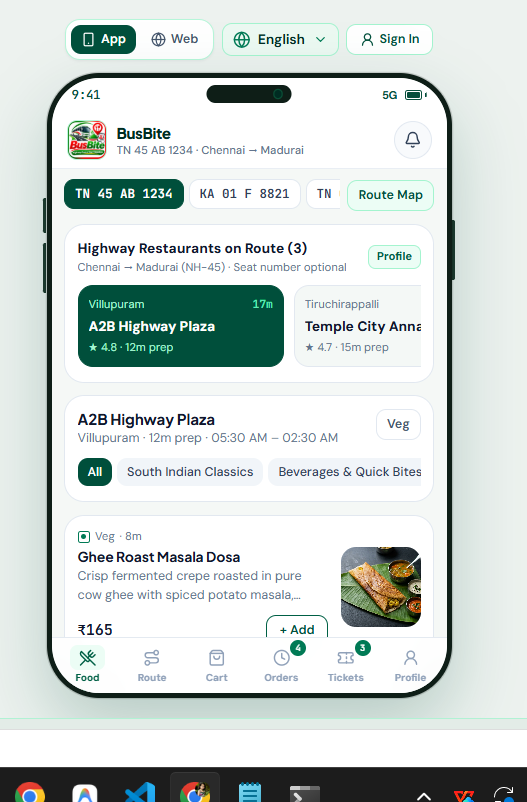 App
Web
English
Sign In
9:41
5G
BusBite
BusBite
TN 45 AB 1234 · Chennai → Madurai
TN 45 AB 1234
KA 01 F 8821
TN
Route Map
Highway Restaurants on Route (3)
Chennai → Madurai (NH-45) · Seat number optional
Profile
Villupuram
17m
A2B Highway Plaza
★ 4.8 · 12m prep
Tiruchirappalli
Temple City Anna
★ 4.7 · 15m prep
A2B Highway Plaza
Villupuram · 12m prep · 05:30 AM – 02:30 AM
Veg
All
South Indian Classics
Beverages & Quick Bites
Veg · 8m
Ghee Roast Masala Dosa
Crisp fermented crepe roasted in pure
cow ghee with spiced potato masala,…
₹165
+ Add
4
3
Food
Route
Cart
Orders
Tickets
Profile